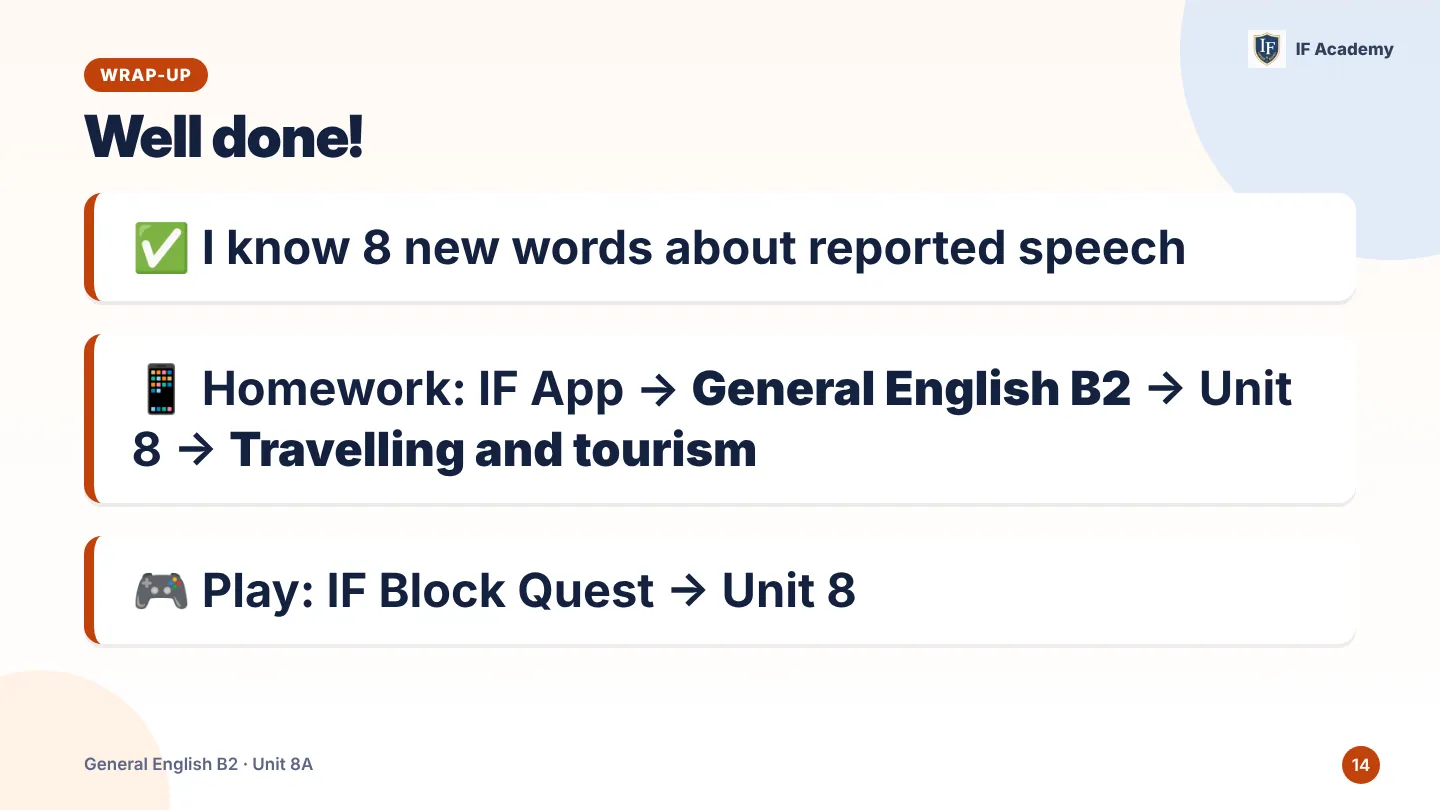 IF Academy
WRAP-UP
Well done!
✅ I know 8 new words about reported speech
📱 Homework: IF App → General English B2 → Unit
8 → Travelling and tourism
🎮 Play: IF Block Quest → Unit 8
General English B2 · Unit 8A
14